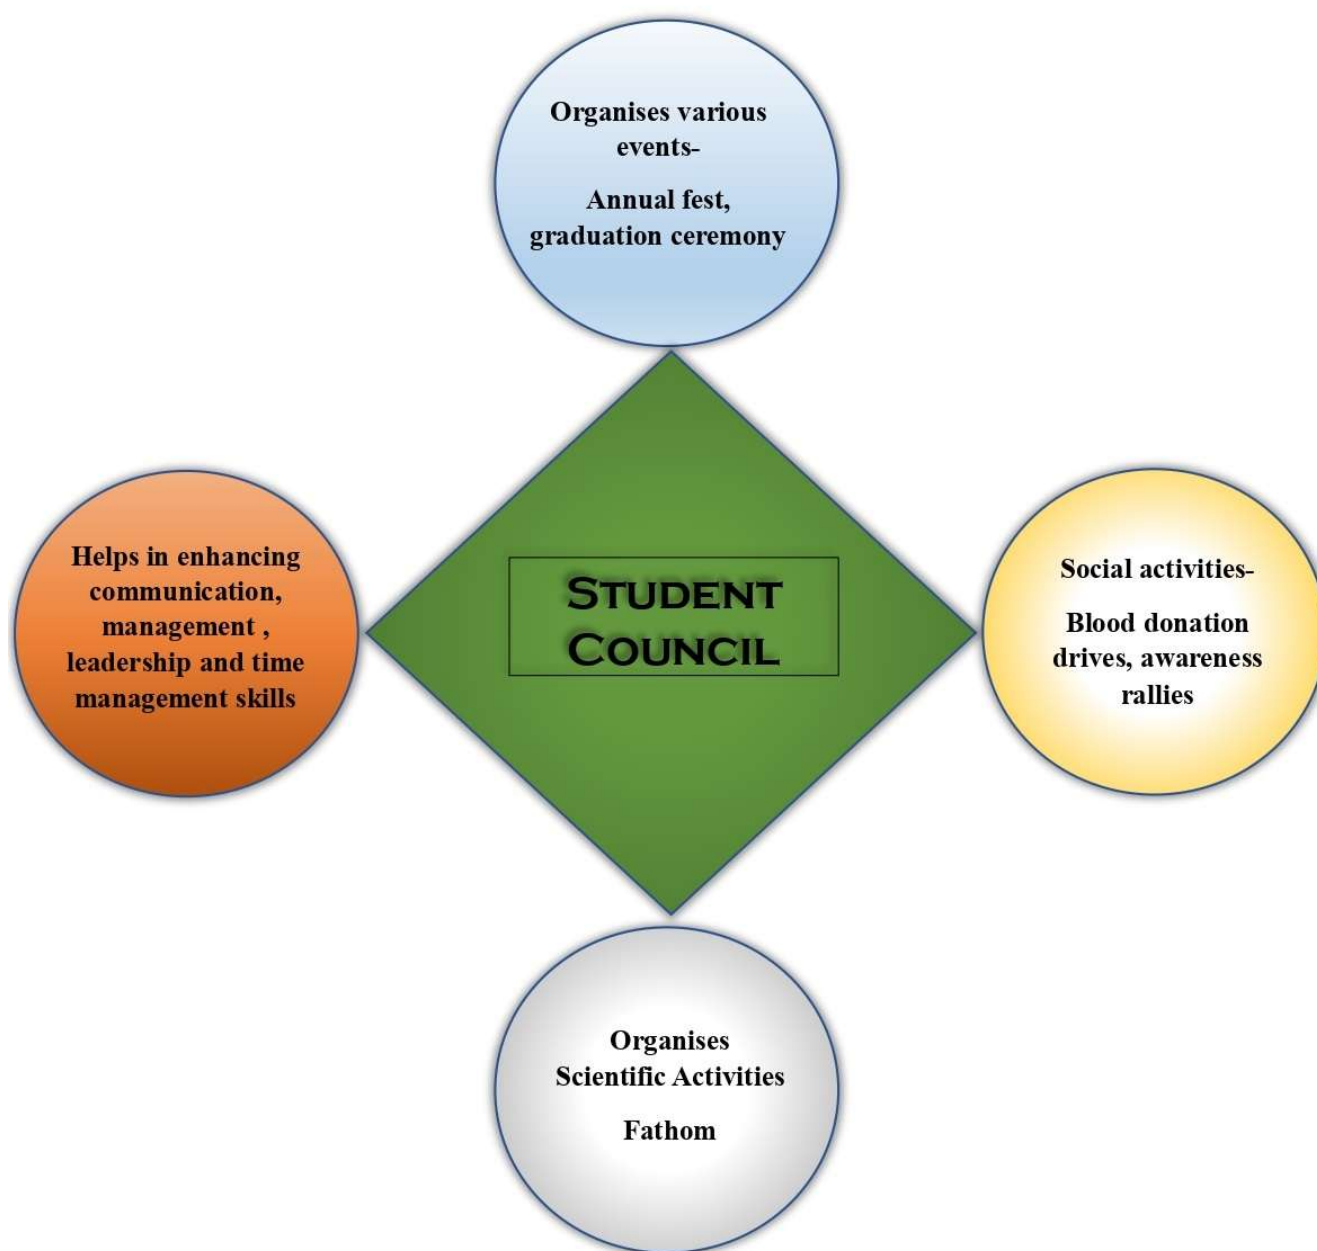 Organises various
events-
Annual fest,
graduation ceremony
Helps in enhancing
communication,
management ,
leadership and time
management skills
STUDENT
COUNCIL
Social activities-
Blood donation
drives, awareness
rallies
Organises
Scientific Activities
Fathom